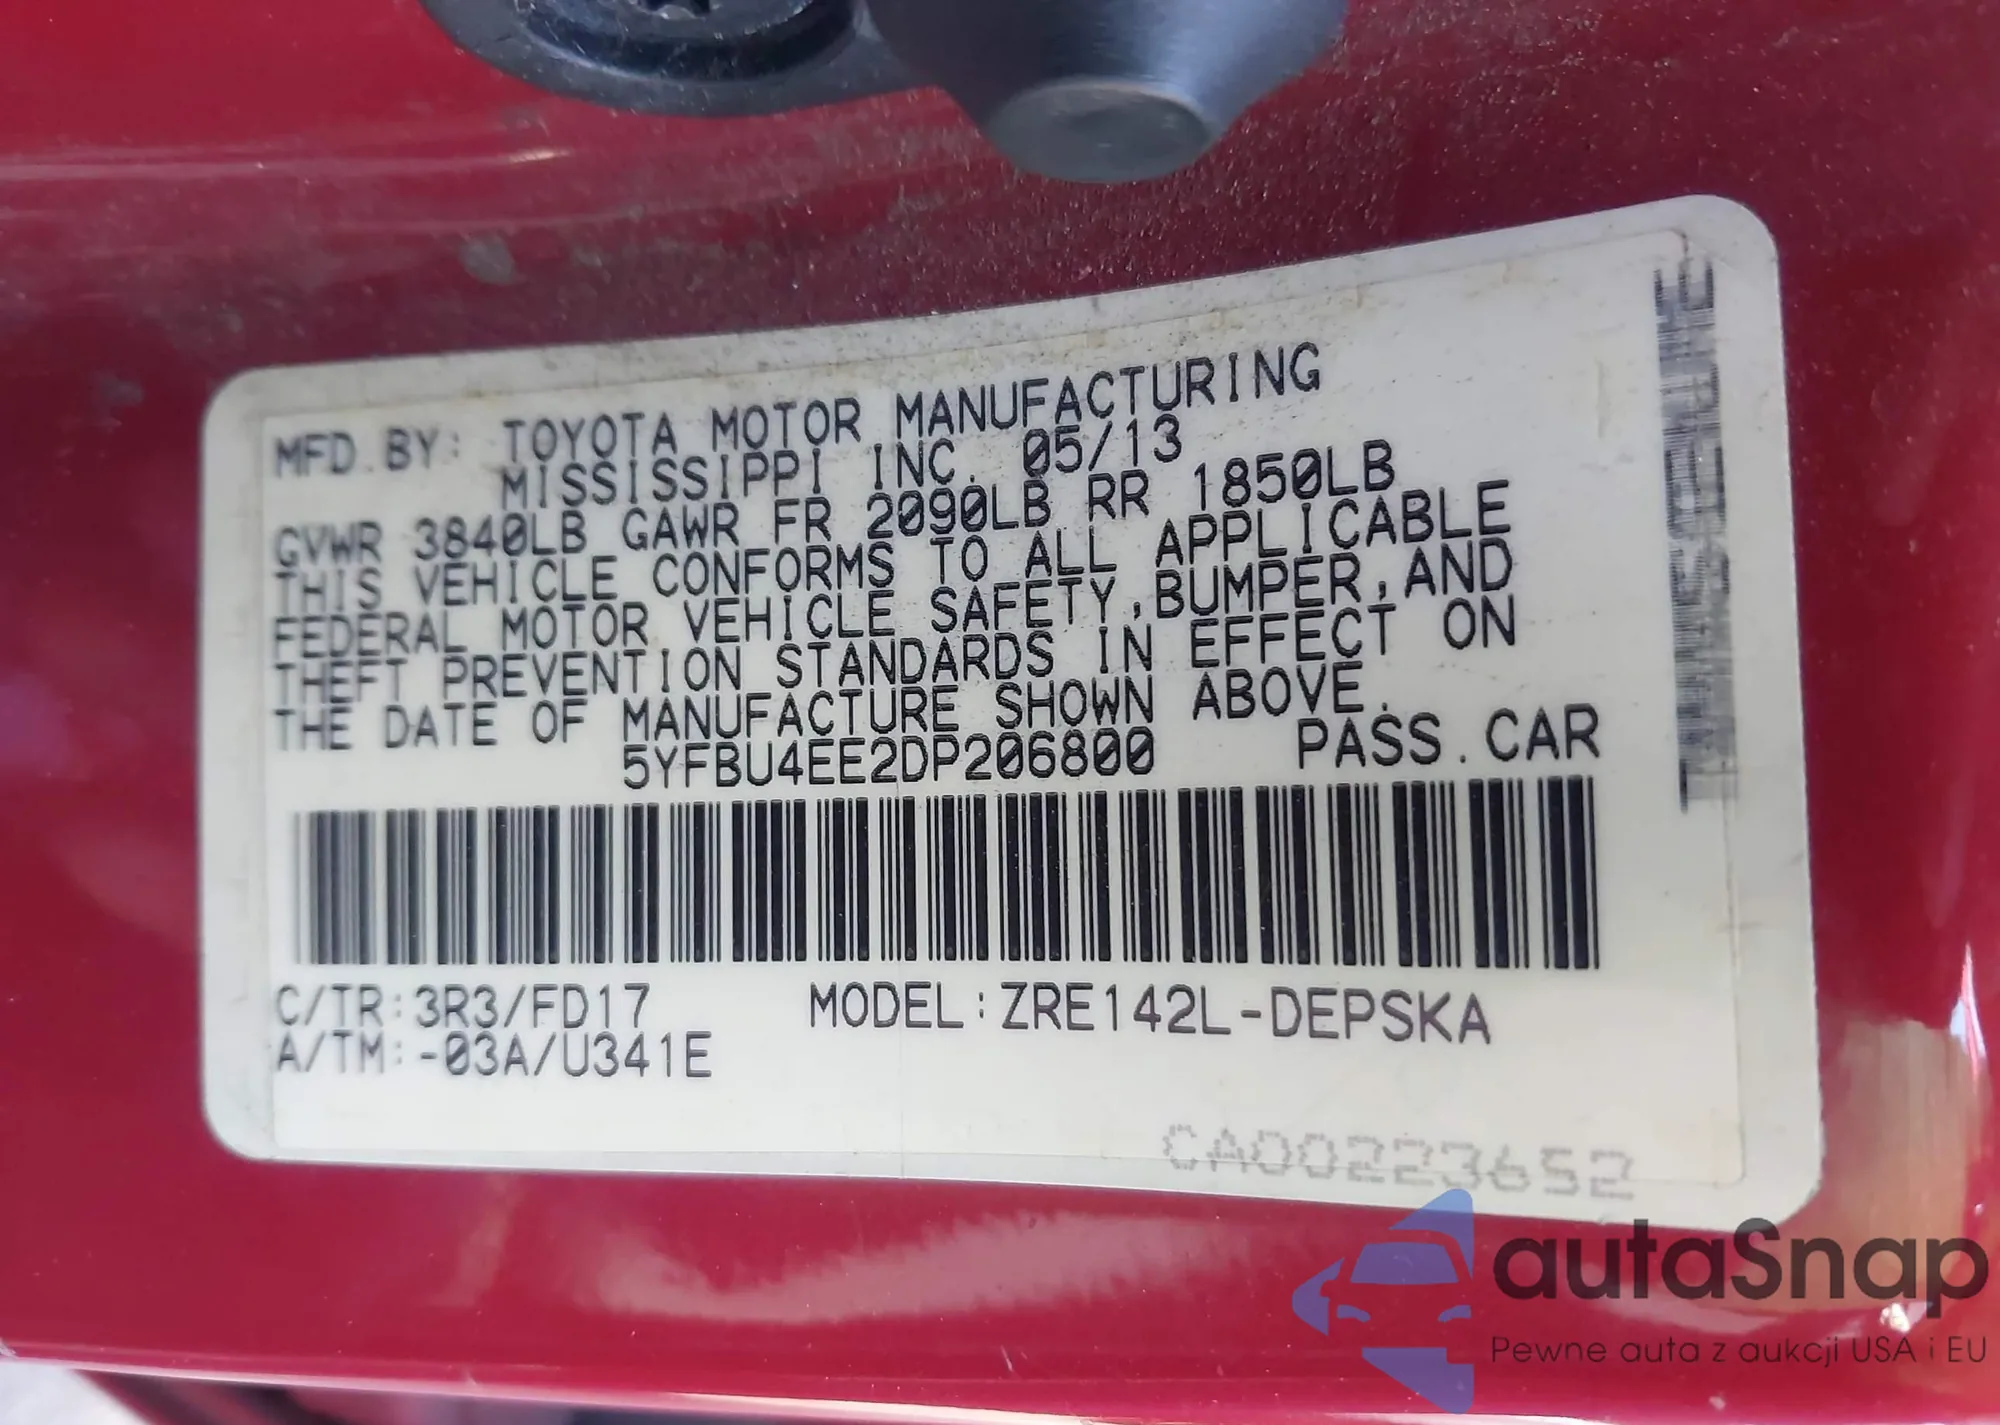 MFD.BY: TOYOTA MOTOR MANUFACTURING
MISSISSIPPI INC. 05/13
GVWR 3840LB GAWR FR 2090LB RR 1850LB
THIS VEHICLE CONFORMS TO ALL APPLICABLE
FEDERAL MOTOR VEHICLE SAFETY,BUMPER,AND
THEFT PREVENTION STANDARDS IN EFFECT ON
THE DATE OF MANUFACTURE SHOWN ABOVE.
5YFBU4EE2DP206800 PASS.CAR
C/TR:3R3/FD17 MODEL:ZRE142L-DEPSKA
A/TM:-03A/U341E
CA00223652
autaSnap
Pewne auta z aukcji USA i EU